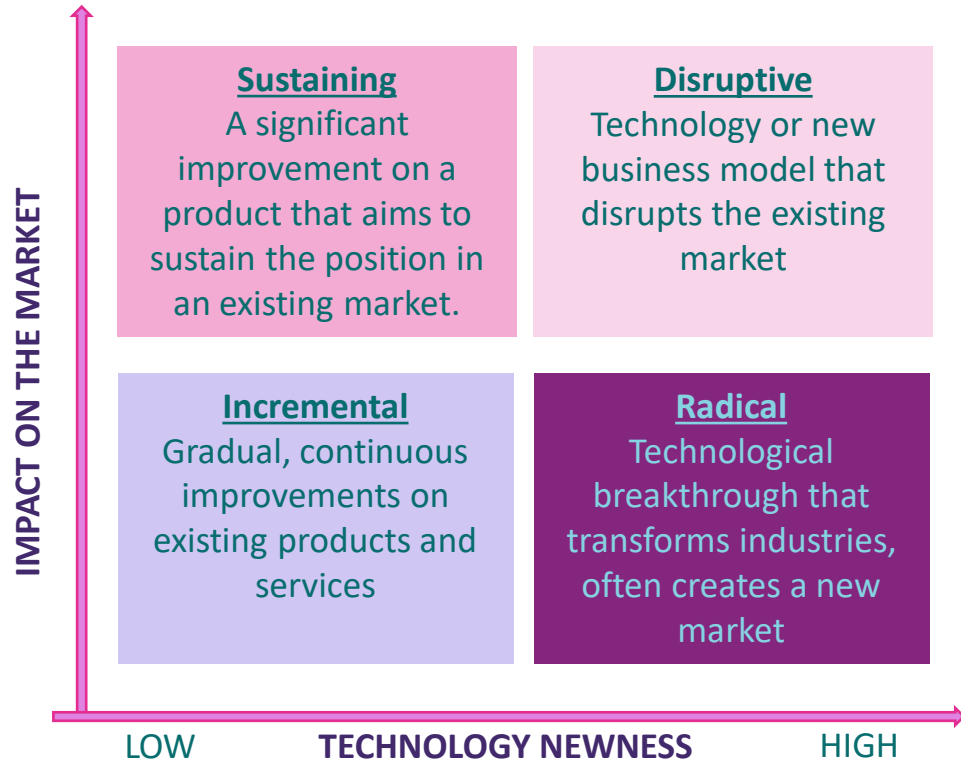 IMPACT ON THE MARKET
Sustaining
A significant
improvement on a
product that aims to
sustain the position in
an existing market.
Disruptive
Technology or new
business model that
disrupts the existing
market
Incremental
Gradual, continuous
improvements on
existing products and
services
Radical
Technological
breakthrough that
transforms industries,
often creates a new
market
LOW
TECHNOLOGY NEWNESS
HIGH